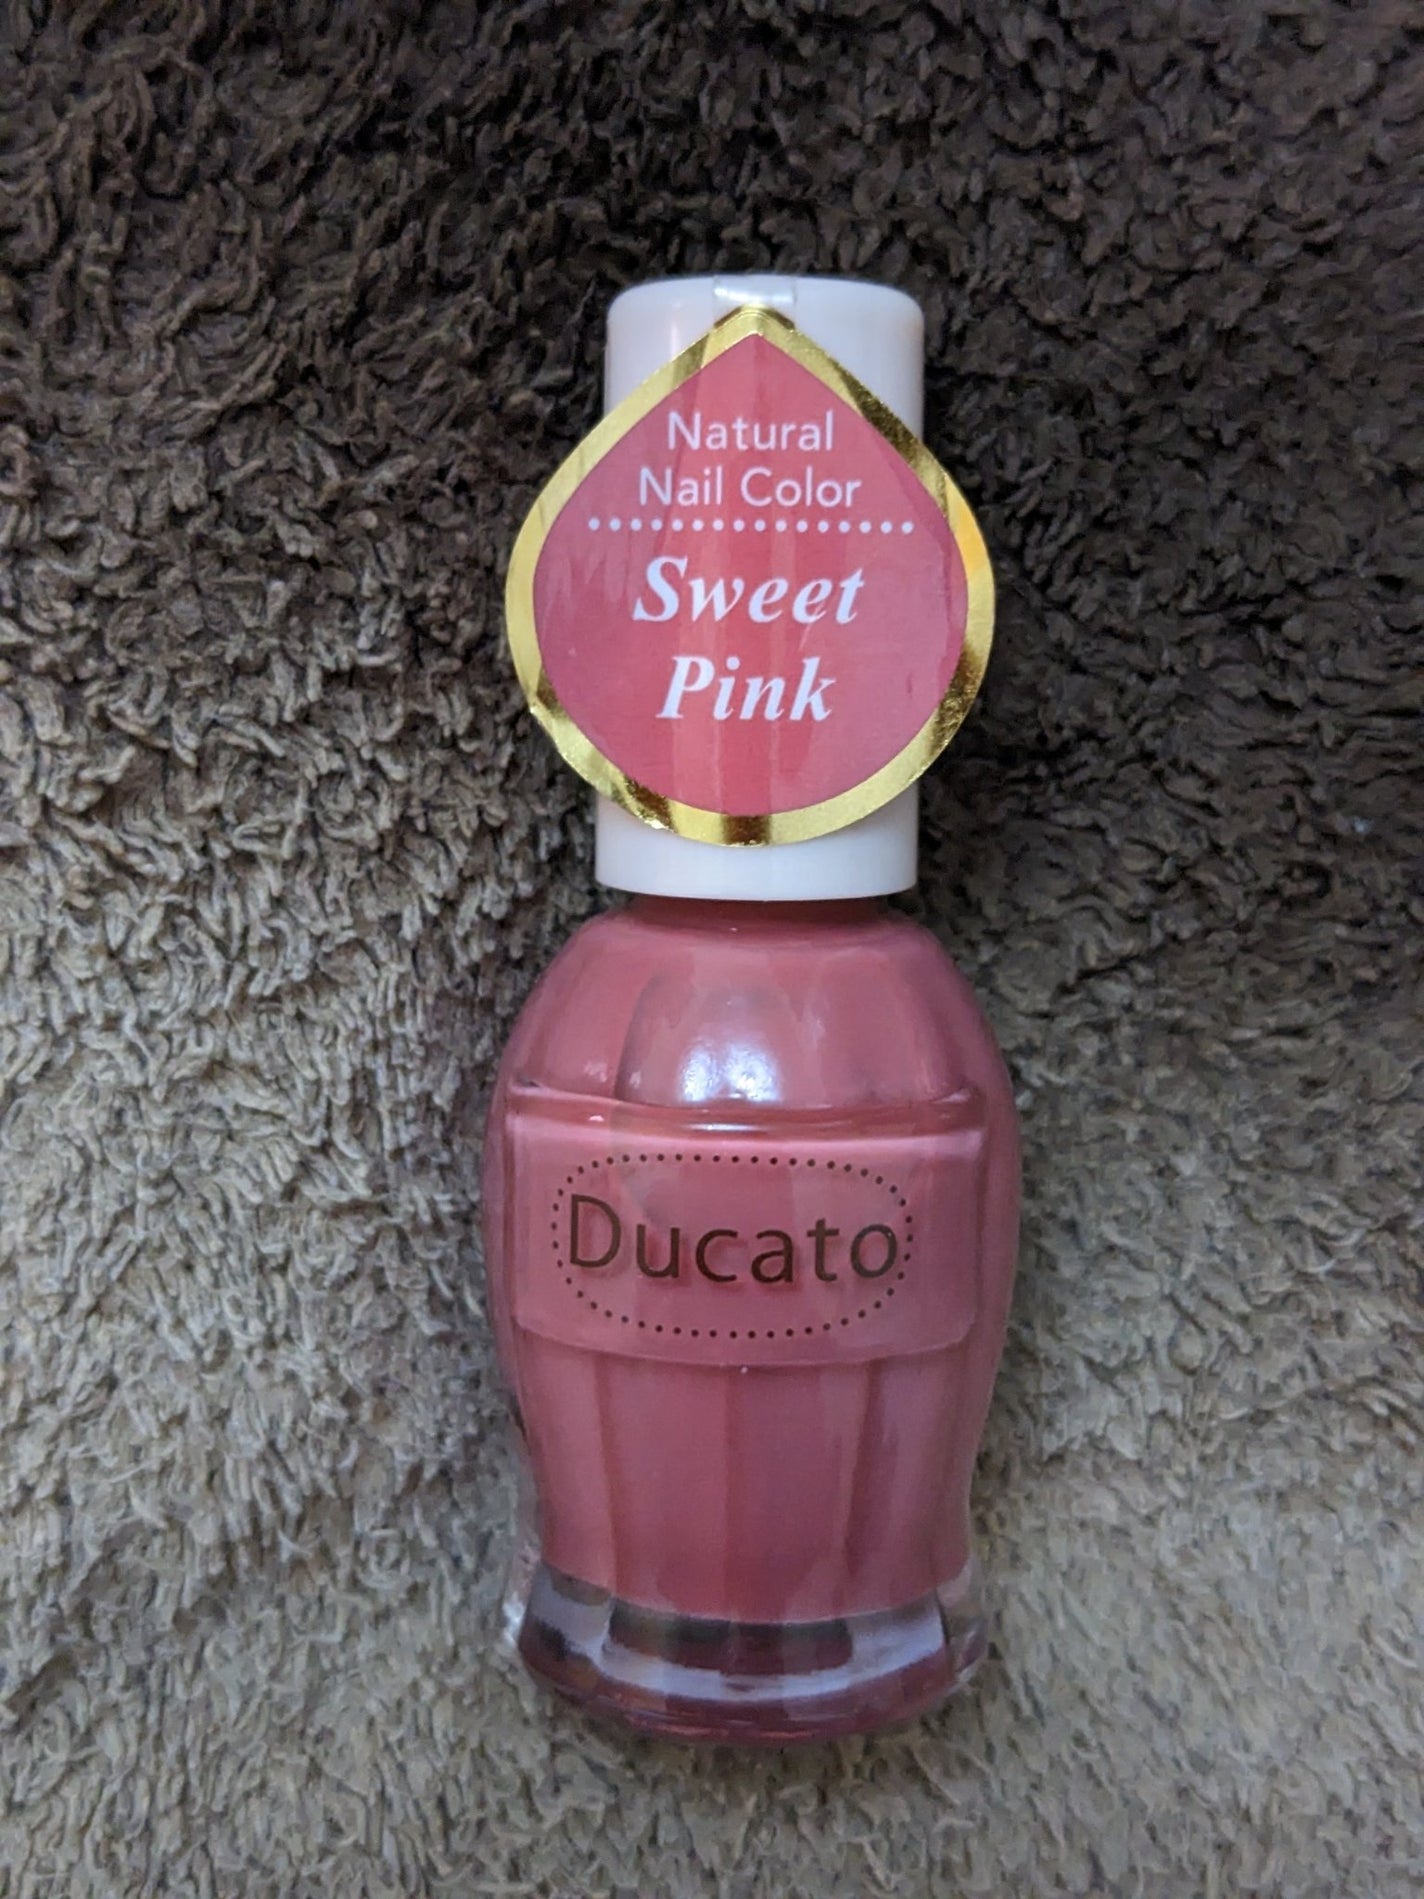 Natural
Nail Color
Sweet
Pink
Ducato